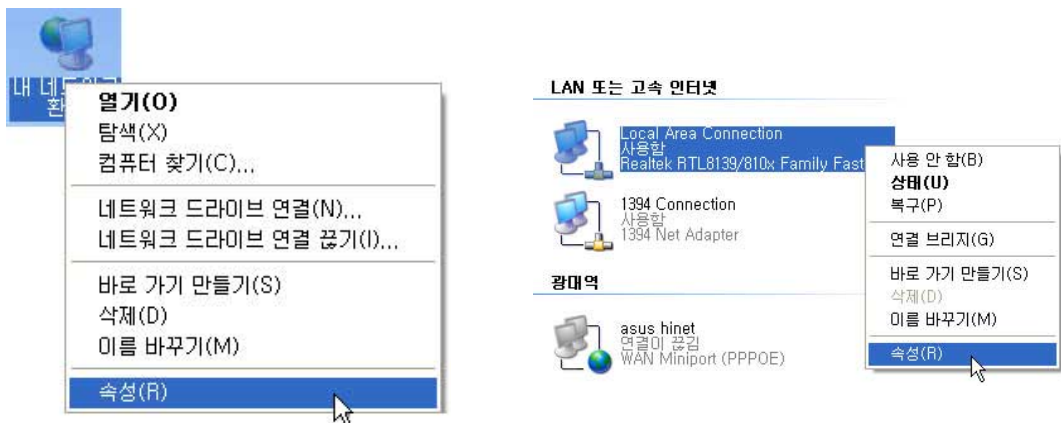 내 네트워크
환
열기(O)
탐색(X)
컴퓨터 찾기(C)...
네트워크 드라이브 연결(N)...
네트워크 드라이브 연결 끊기(I)...
바로 가기 만들기(S)
삭제(D)
이름 바꾸기(M)
속성(R)
LAN 또는 고속 인터넷
Local Area Connection
사용함
Realtek RTL8139/810x Family Fast
1394 Connection
사용함
1394 Net Adapter
광대역
asus hinet
연결이 끊김
WAN Miniport (PPPOE)
사용 안 함(B)
상태(U)
복구(P)
연결 브리지(G)
바로 가기 만들기(S)
삭제(D)
이름 바꾸기(M)
속성(R)